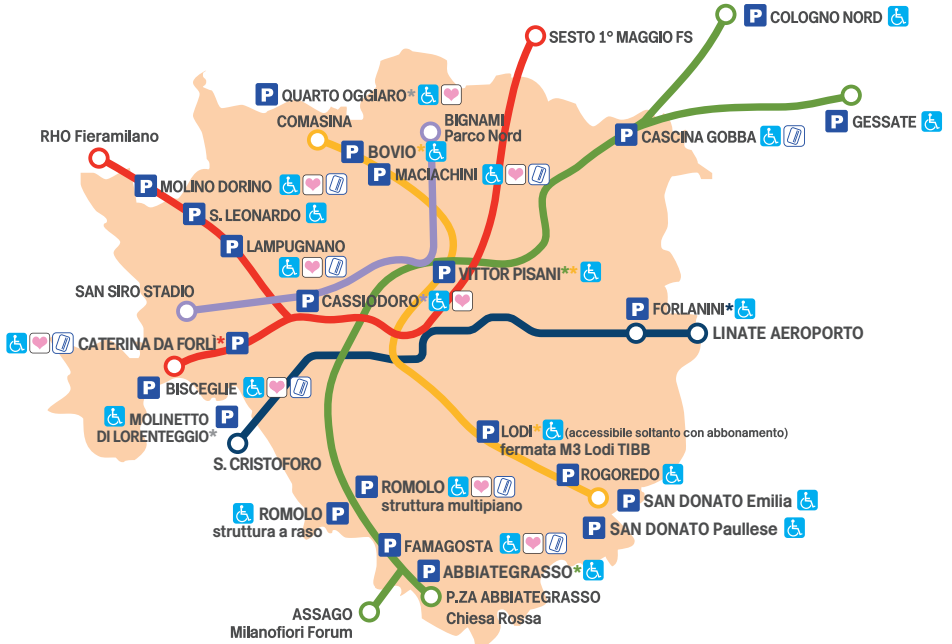 P COLOGNO NORD
SESTO 1° MAGGIO FS
P QUARTO OGGIARO*
COMASINA
BIGNAMI
Parco Nord
P GESSATE
P CASCINA GOBBA
RHO Fieramilano
P BOVIO*
P MACIACHINI
P MOLINO DORINO
P S. LEONARDO
P LAMPUGNANO
P VITTOR PISANI**
SAN SIRO STADIO
P CASSIODORO*
P FORLANINI*
LINATE AEROPORTO
CATERINA DA FORLÌ* P
P BISCEGLIE
MOLINETTO P
DI LORENTEGGIO*
S. CRISTOFORO
P LODI* (accessibile soltanto con abbonamento)
fermata M3 Lodi TIBB
P ROGOREDO
P ROMOLO
struttura multipiano
P SAN DONATO Emilia
ROMOLO P
struttura a raso
P SAN DONATO Paullese
P FAMAGOSTA
P ABBIATEGRASSO*
P.ZA ABBIATEGRASSO
Chiesa Rossa
ASSAGO
Milanofiori Forum